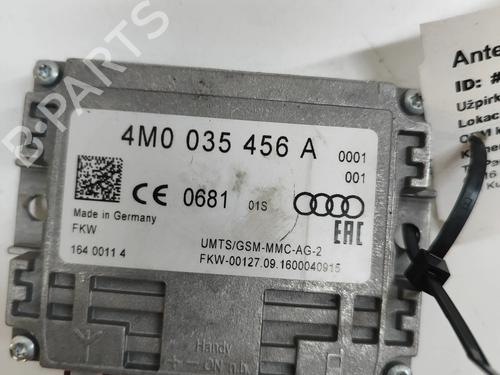 B-PARTS
4M0 035 456 A 0001
001
CE 0681 01S
EAC
Made in Germany
FKW
UMTS/GSM-MMC-AG-2
164 0011 4
FKW-00127.09.1600040915
Handy
ON
Ante
ID: #
Užpirk
Lokac